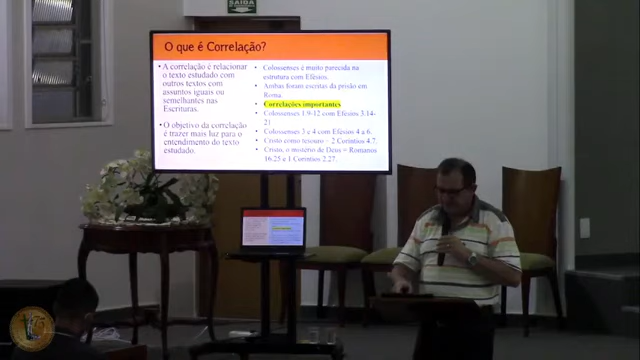 SAÍDA
O que é Correlação?
• A correlação é relacionar
o texto estudado com
outros textos com
assuntos iguais ou
semelhantes nas
Escrituras.
• O objetivo da correlação
é trazer mais luz para o
entendimento do texto
estudado.
• Colossenses é muito parecida na
estrutura com Efésios.
• Ambas foram escritas da prisão em
Roma.
• Correlações importantes
• Colossenses 1.9-12 com Efésios 3.14-
21
• Colossenses 3 e 4 com Efésios 4 a 6.
• Cristo como tesouro = 2 Coríntios 4.7.
• Cristo, o mistério de Deus = Romanos
16.25 e 1 Coríntios 2.27.